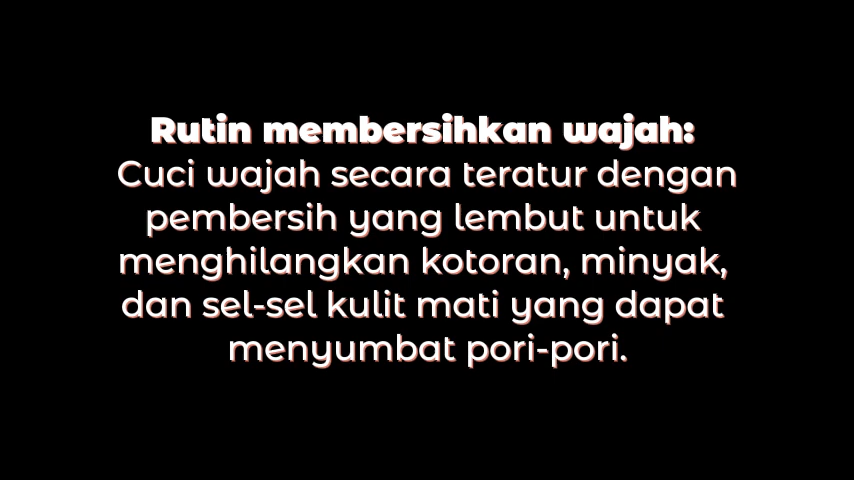 Rutin membersihkan wajah:
Cuci wajah secara teratur dengan
pembersih yang lembut untuk
menghilangkan kotoran, minyak,
dan sel-sel kulit mati yang dapat
menyumbat pori-pori.